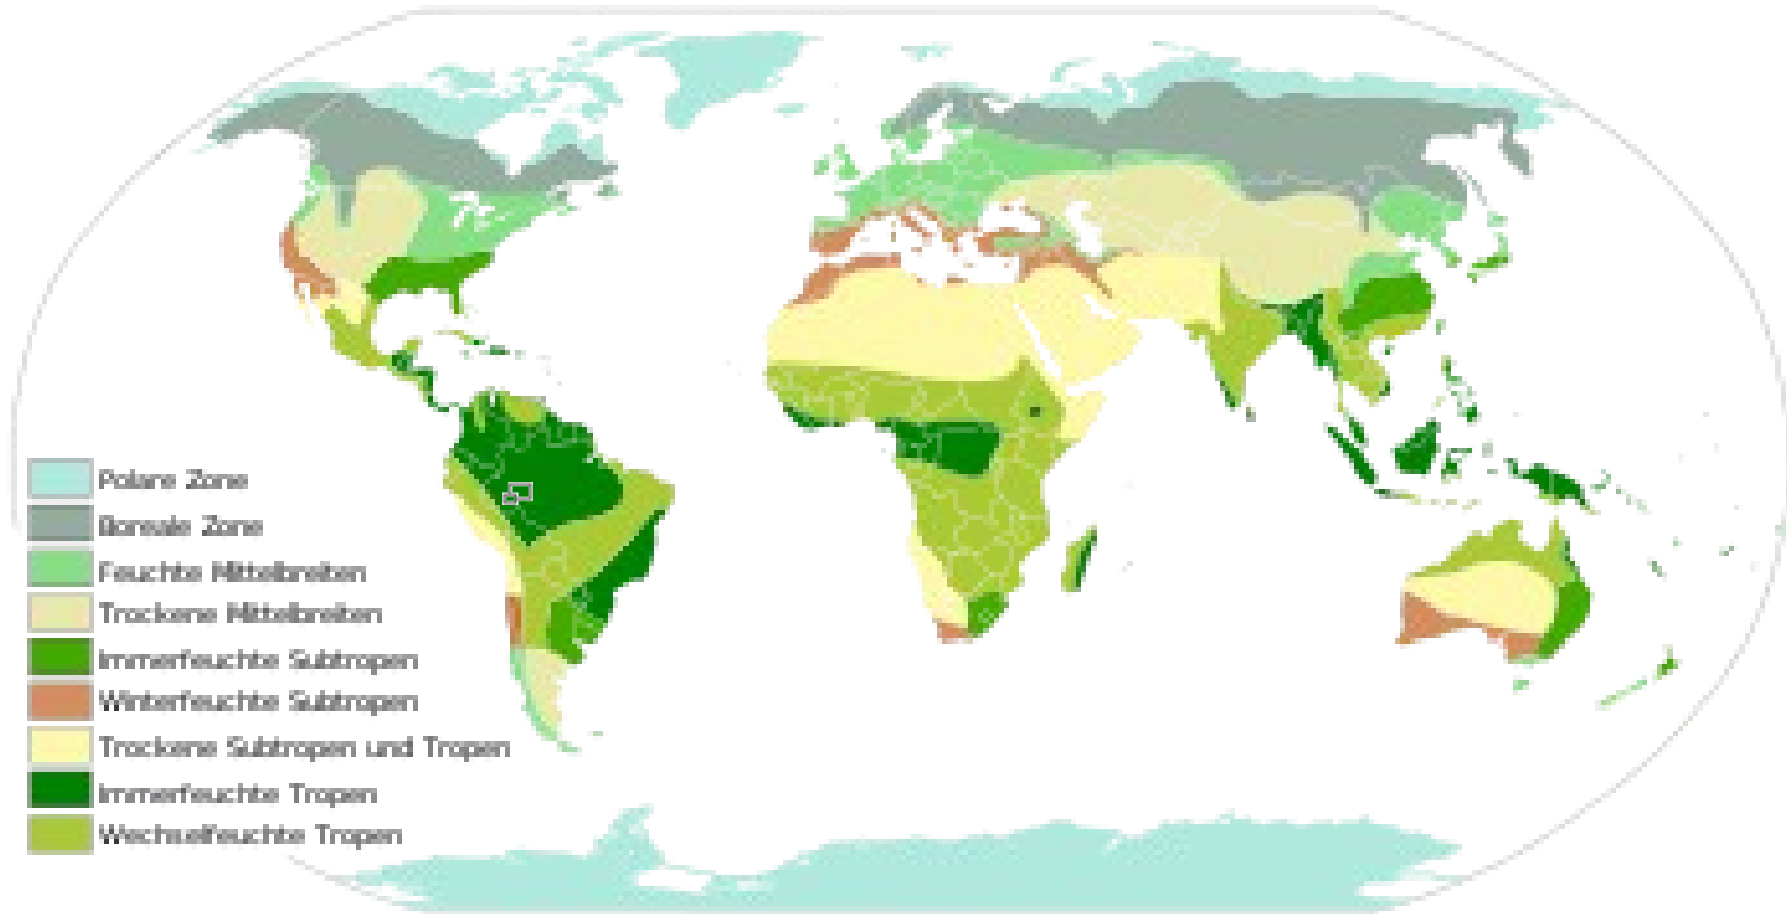 Polare Zone
Boreale Zone
Feuchte Mittelbreiten
Trockene Mittelbreiten
Immerfeuchte Subtropen
Winterfeuchte Subtropen
Trockene Subtropen und Tropen
Immerfeuchte Tropen
Wechselfeuchte Tropen